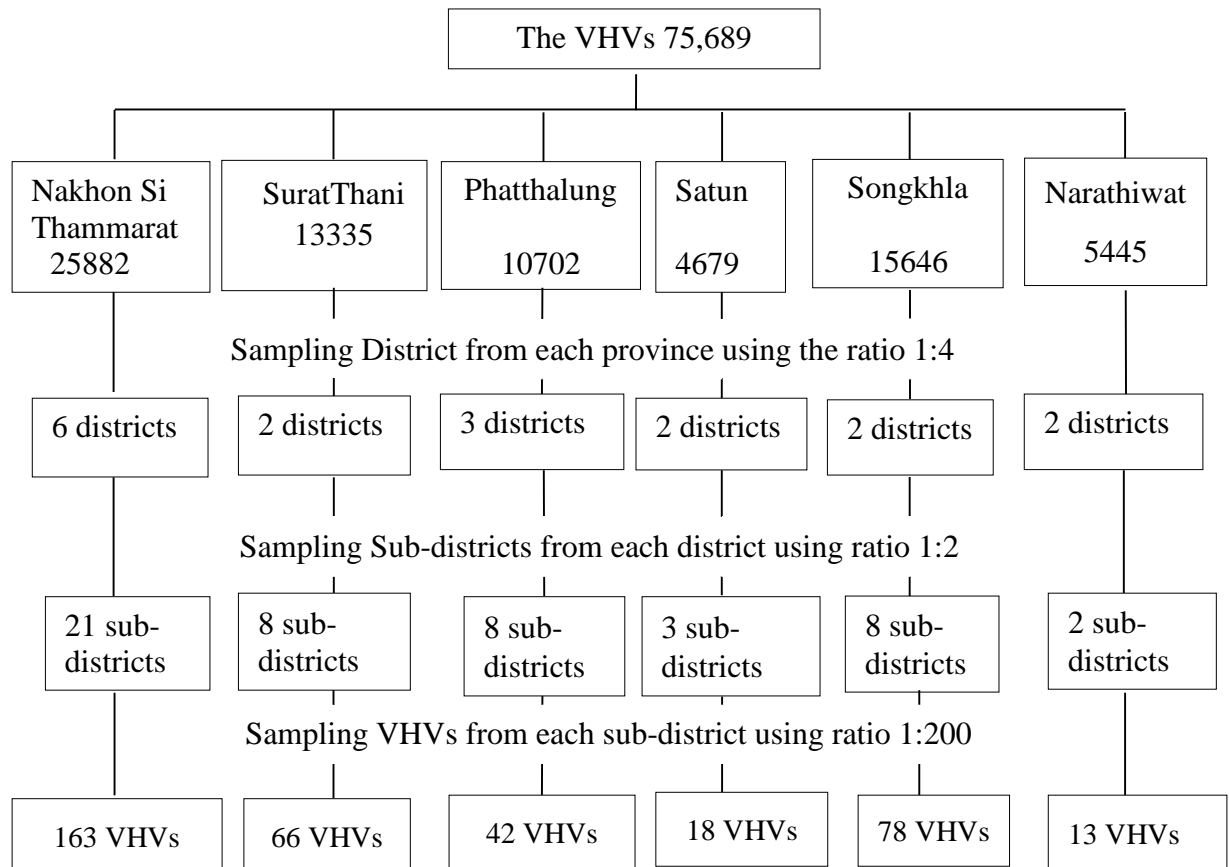 The VHVs 75,689
Nakhon Si
Thammarat
25882
SuratThani
13335
Phatthalung
10702
Satun
4679
Songkhla
15646
Narathiwat
5445
Sampling District from each province using the ratio 1:4
6 districts
2 districts
3 districts
2 districts
2 districts
2 districts
Sampling Sub-districts from each district using ratio 1:2
21 sub-
districts
8 sub-
districts
8 sub-
districts
3 sub-
districts
8 sub-
districts
2 sub-
districts
Sampling VHVs from each sub-district using ratio 1:200
163 VHVs
66 VHVs
42 VHVs
18 VHVs
78 VHVs
13 VHVs